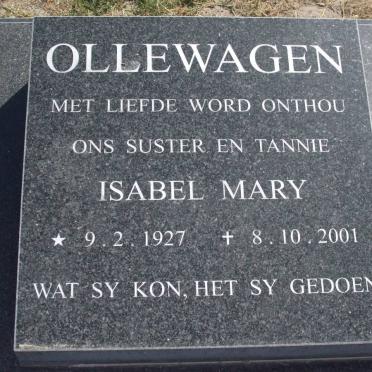 OLLEWAGEN
MET LIEFDE WORD ONTHOU
ONS SUSTER EN TANNIE
ISABEL MARY
★ 9.2.1927 ✝ 8.10.2001
WAT SY KON, HET SY GEDOEN